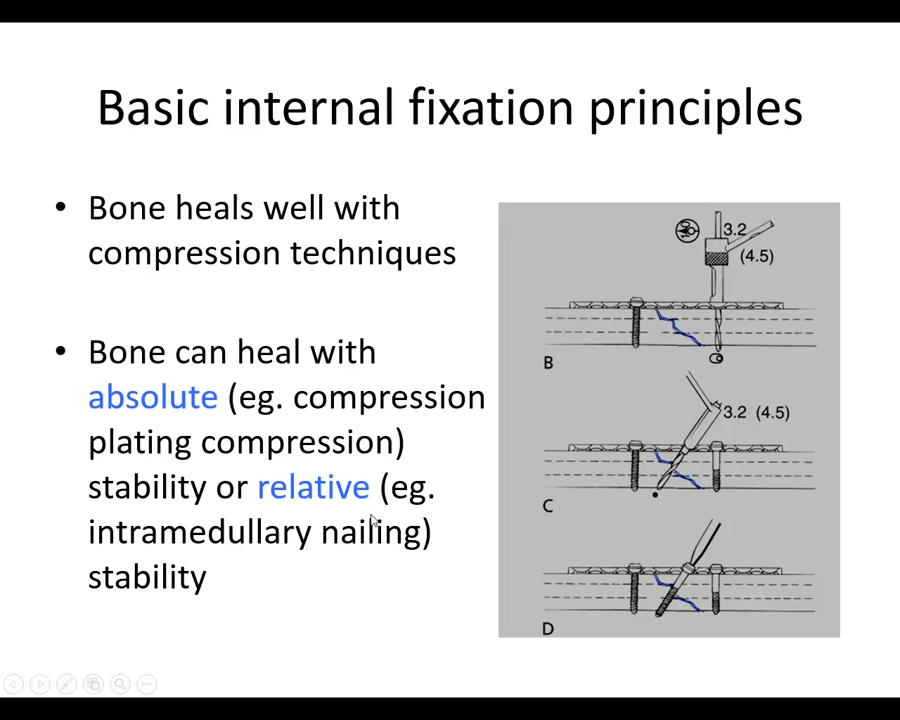 Basic internal fixation principles
• Bone heals well with
compression techniques
• Bone can heal with
absolute (eg. compression
plating compression)
stability or relative (eg.
intramedullary nailing)
stability
3.2
(4.5)
B
3.2 (4.5)
C
D